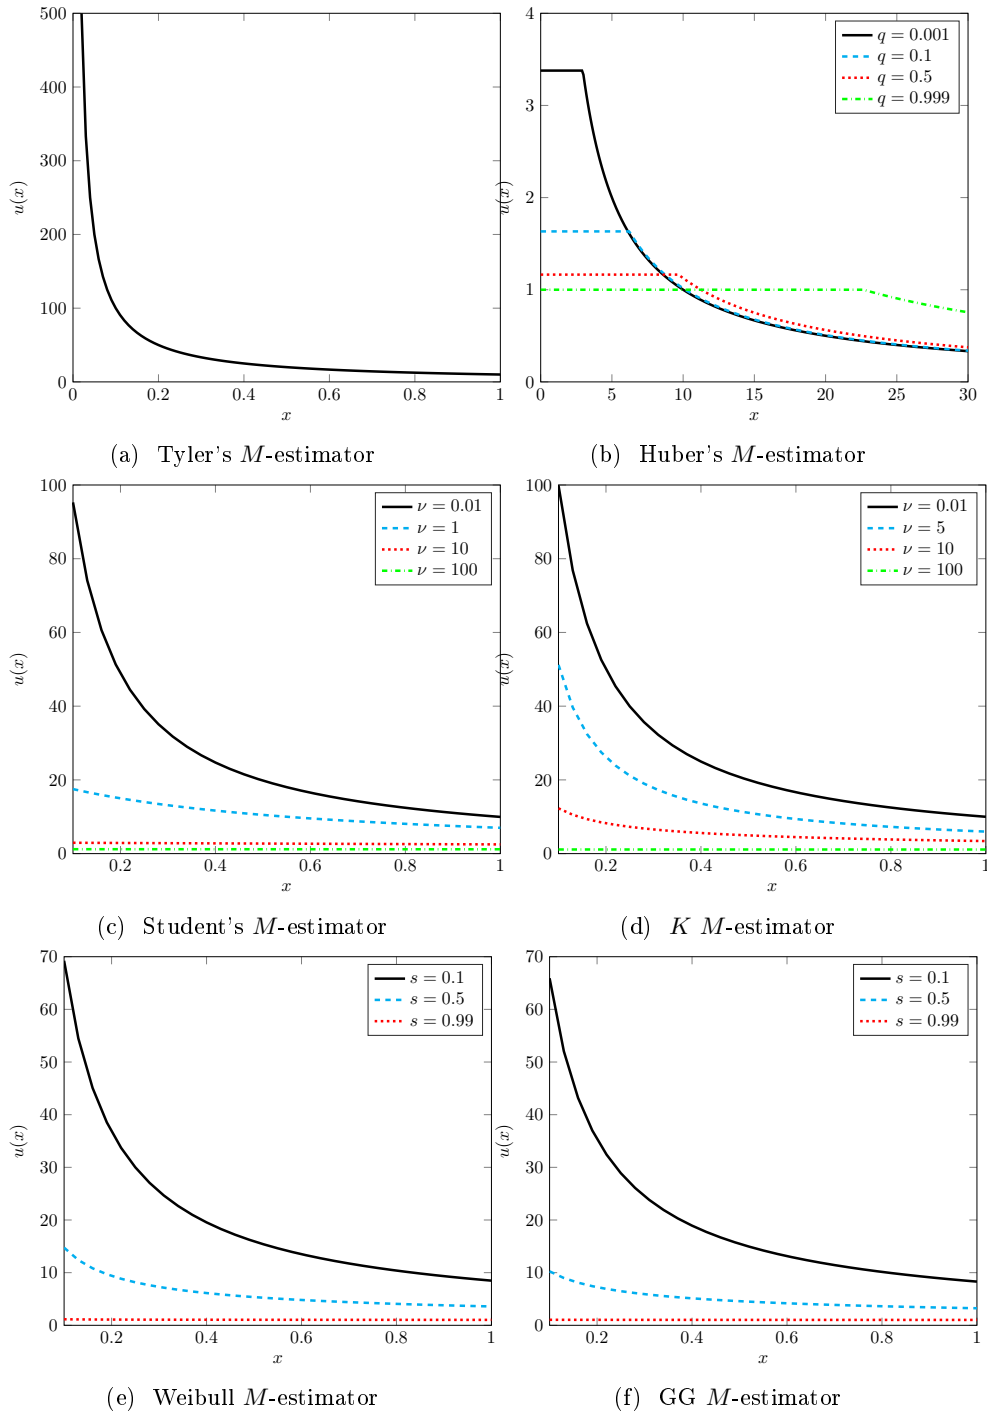 500
400
300
200
100
0
u(x)
0
0.2
0.4
0.6
0.8
1
x
(a) Tyler's M-estimator
4
3
2
1
0
u(x)
q = 0.001
q = 0.1
q = 0.5
q = 0.999
0
5
10
15
20
25
30
x
(b) Huber's M-estimator
100
80
60
40
20
0
u(x)
ν = 0.01
ν = 1
ν = 10
ν = 100
0.2
0.4
0.6
0.8
1
x
(c) Student's M-estimator
100
80
60
40
20
0
u(x)
ν = 0.01
ν = 5
ν = 10
ν = 100
0.2
0.4
0.6
0.8
1
x
(d) K M-estimator
70
60
50
40
30
20
10
0
u(x)
s = 0.1
s = 0.5
s = 0.99
0.2
0.4
0.6
0.8
1
x
(e) Weibull M-estimator
70
60
50
40
30
20
10
0
u(x)
s = 0.1
s = 0.5
s = 0.99
0.2
0.4
0.6
0.8
1
x
(f) GG M-estimator